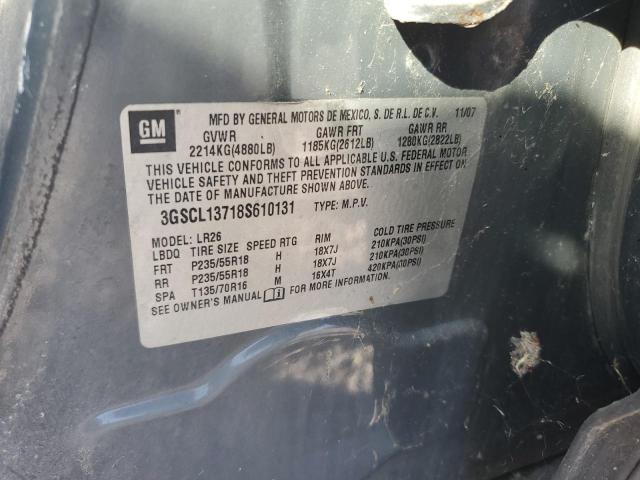 GM
MFD BY GENERAL MOTORS DE MEXICO, S. DE R.L. DE C.V. 11/07
GVWR GAWR FRT GAWR RR
2214KG(4880LB) 1185KG(2612LB) 1280KG(2822LB)
THIS VEHICLE CONFORMS TO ALL APPLICABLE U.S. FEDERAL MOTOR
VEHICLE SAFETY AND THEFT PREVENTION STANDARDS IN EFFECT ON
THE DATE OF MANUFACTURE SHOWN ABOVE.
3GSCL13718S610131 TYPE: M.P.V.
MODEL: LR26
LBDQ TIRE SIZE SPEED RTG RIM COLD TIRE PRESSURE
FRT P235/55R18 H 18X7J 210KPA(30PSI)
RR P235/55R18 H 18X7J 210KPA(30PSI)
SPA T135/70R16 M 16X4T 420KPA(  PSI)
SEE OWNER'S MANUAL i FOR MORE INFORMATION